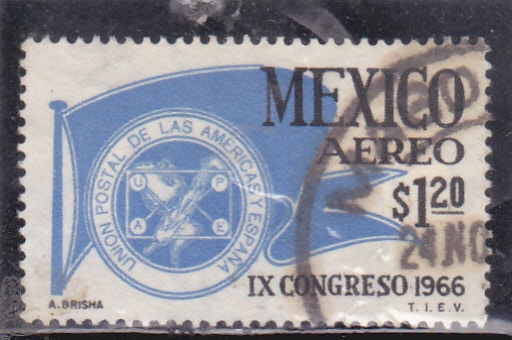 MEXICO
AEREO
$1.20
UNION POSTAL DE LAS AMERICAS Y ESPAÑA
U P
A E
24 NO
IX CONGRESO 1966
A. BRISHA
T. I. E. V.